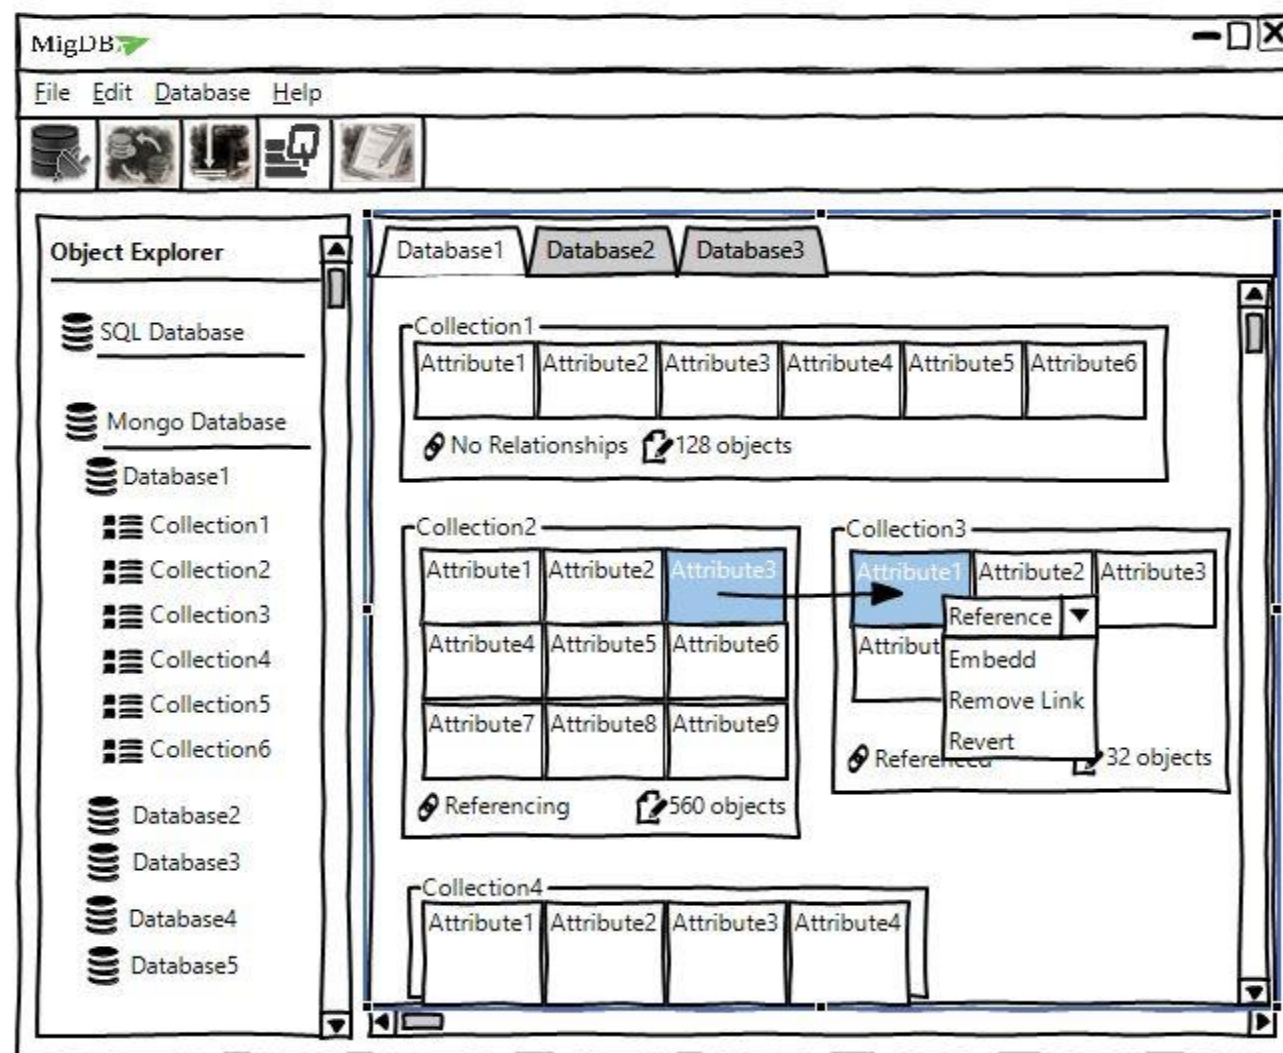 MigDB
File Edit Database Help
Object Explorer
SQL Database
Mongo Database
Database1
Collection1
Collection2
Collection3
Collection4
Collection5
Collection6
Database2
Database3
Database4
Database5
Database1 Database2 Database3
Collection1
Attribute1 Attribute2 Attribute3 Attribute4 Attribute5 Attribute6
No Relationships 128 objects
Collection2
Attribute1 Attribute2 Attribute3
Attribute4 Attribute5 Attribute6
Attribute7 Attribute8 Attribute9
Referencing 560 objects
Collection3
Attribute1 Attribute2 Attribute3
Attribut
Reference
Embedd
Remove Link
Revert
Referenced 32 objects
Collection4
Attribute1 Attribute2 Attribute3 Attribute4